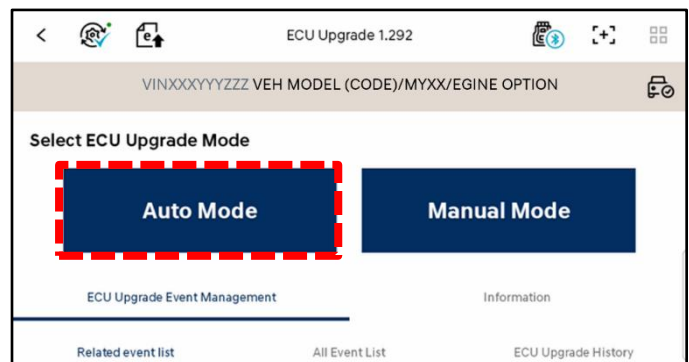 ECU Upgrade 1.292
VINXXXYYYZZZ VEH MODEL (CODE)/MYXX/EGINE OPTION
Select ECU Upgrade Mode
Auto Mode Manual Mode
ECU Upgrade Event Management Information
Related event list All Event List ECU Upgrade History